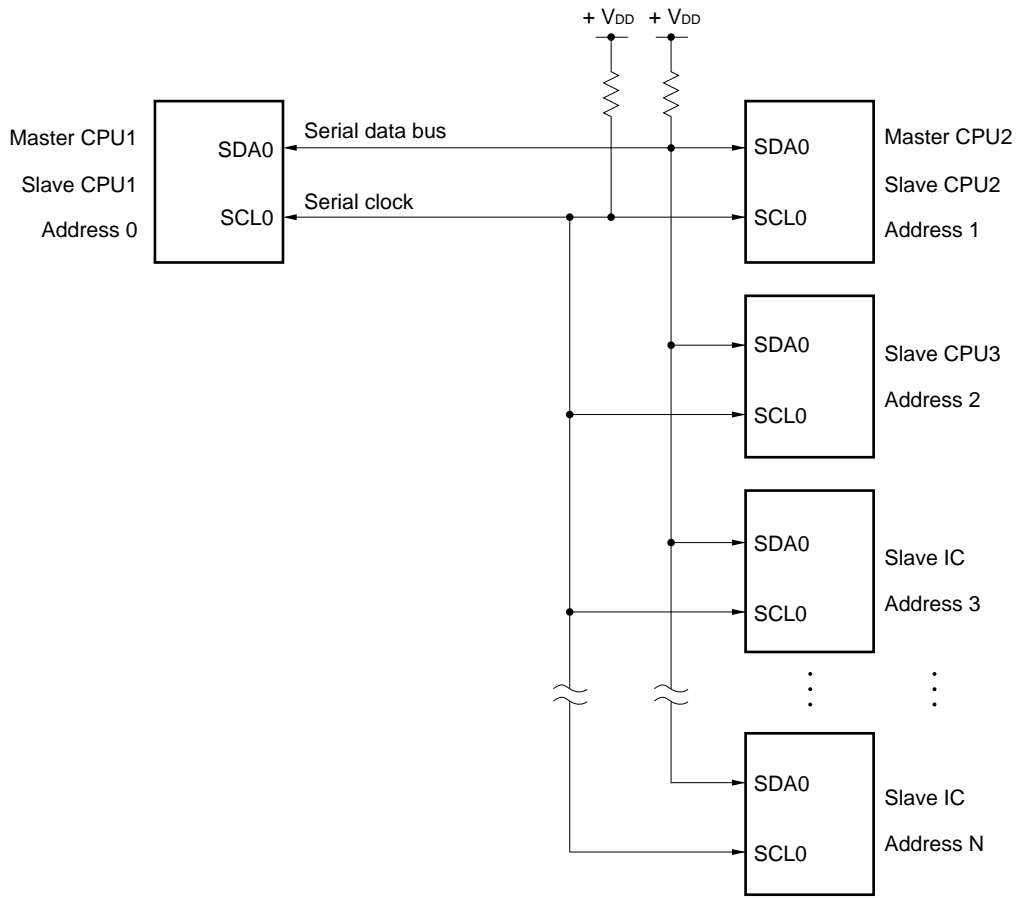 + VDD + VDD
Master CPU1
Slave CPU1
Address 0
SDA0
SCL0
Serial data bus
Serial clock
SDA0
SCL0
Master CPU2
Slave CPU2
Address 1
SDA0
SCL0
Slave CPU3
Address 2
SDA0
SCL0
Slave IC
Address 3
SDA0
SCL0
Slave IC
Address N